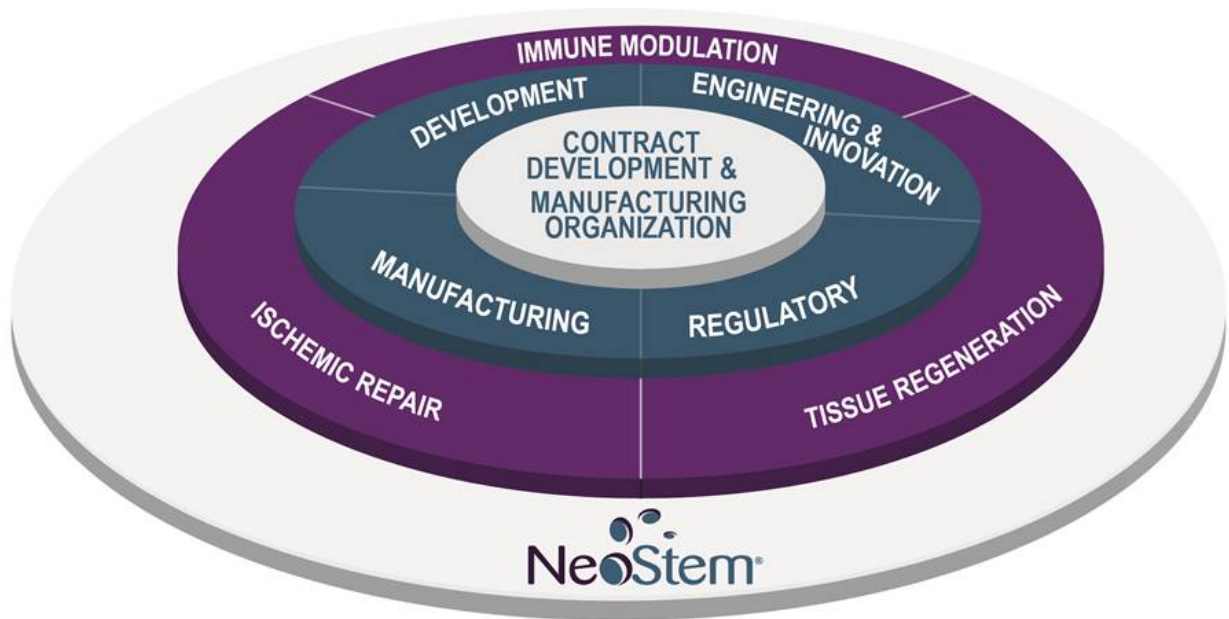 IMMUNE MODULATION
DEVELOPMENT
ENGINEERING &
INNOVATION
CONTRACT
DEVELOPMENT &
MANUFACTURING
ORGANIZATION
MANUFACTURING
REGULATORY
ISCHEMIC REPAIR
TISSUE REGENERATION
NeoStem®